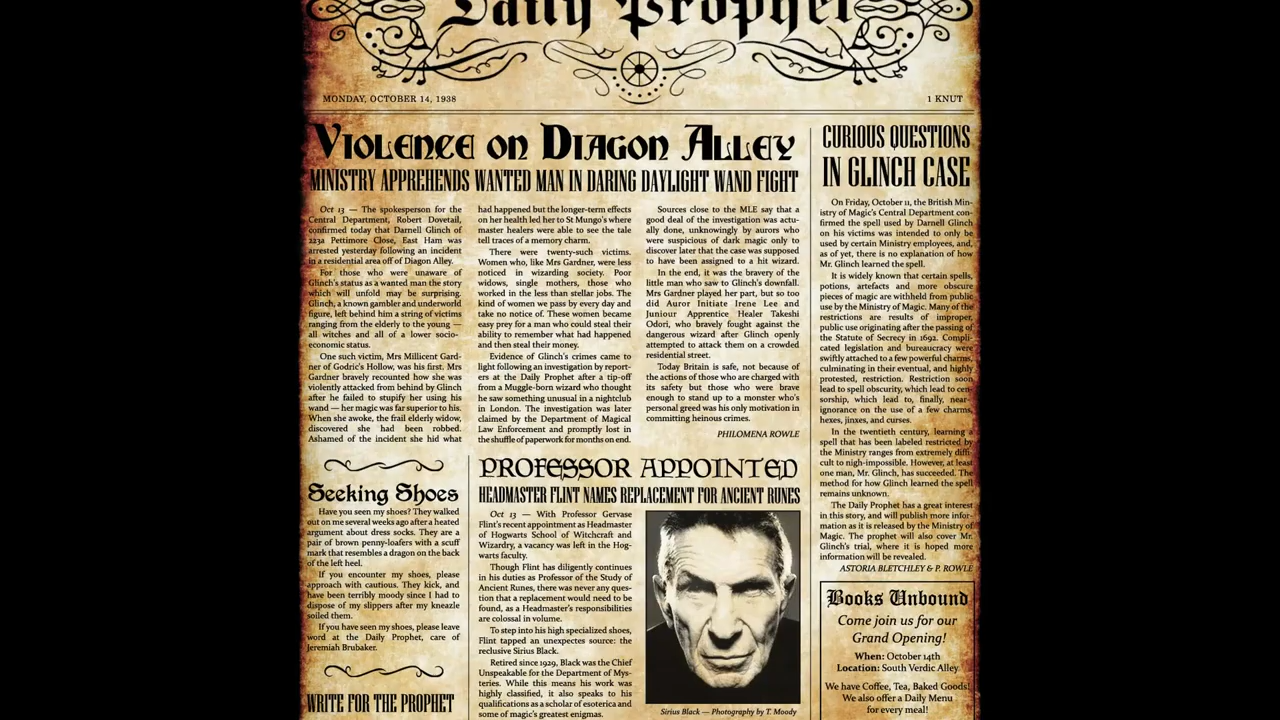 Daily Prophet
MONDAY, OCTOBER 14, 1938
1 KNUT
Violence on Diagon Alley
MINISTRY APPREHENDS WANTED MAN IN DARING DAYLIGHT WAND FIGHT
Oct 13 — The spokesperson for the
Central Department, Robert Dovetail,
confirmed today that Darnell Glinch of
223a Pettimore Close, East Ham was
arrested yesterday following an incident
in a residential area off of Diagon Alley.
For those who were unaware of
Glinch's status as a wanted man the story
which will unfold may be surprising.
Glinch, a known gambler and underworld
figure, left behind him a string of victims
ranging from the elderly to the young —
all witches and all of a lower socio-
economic status.
One such victim, Mrs Millicent Gard-
ner of Godric's Hollow, was his first. Mrs
Gardner bravely recounted how she was
violently attacked from behind by Glinch
after he failed to stupify her using his
wand — her magic was far superior to his.
When she awoke, the frail elderly widow,
discovered she had been robbed.
Ashamed of the incident she hid what
had happened but the longer-term effects
on her health led her to St Mungo's where
master healers were able to see the tale
tell traces of a memory charm.
There were twenty-such victims.
Women who, like Mrs Gardner, were less
noticed in wizarding society. Poor
widows, single mothers, those who
worked in the less than stellar jobs. The
kind of women we pass by every day and
take no notice of. These women became
easy prey for a man who could steal their
ability to remember what had happened
and then steal their money.
Evidence of Glinch's crimes came to
light following an investigation by report-
ers at the Daily Prophet after a tip-off
from a Muggle-born wizard who thought
he saw something unusual in a nightclub
in London. The investigation was later
claimed by the Department of Magical
Law Enforcement and promptly lost in
the shuffle of paperwork for months on end.
Sources close to the MLE say that a
good deal of the investigation was actu-
ally done, unknowingly by aurors who
were suspicious of dark magic only to
discover later that the case was supposed
to have been assigned to a hit wizard.
In the end, it was the bravery of the
little man who saw to Glinch's downfall.
Mrs Gardner played her part, but so too
did Auror Initiate Irene Lee and
Juniour Apprentice Healer Takeshi
Odori, who bravely fought against the
dangerous wizard after Glinch openly
attempted to attack them on a crowded
residential street.
Today Britain is safe, not because of
the actions of those who are charged with
its safety but those who were brave
enough to stand up to a monster who's
personal greed was his only motivation in
committing heinous crimes.
PHILOMENA ROWLE
CURIOUS QUESTIONS
IN GLINCH CASE
On Friday, October 11, the British Min-
istry of Magic's Central Department con-
firmed the spell used by Darnell Glinch
on his victims was intended to only be
used by certain Ministry employees, and,
as of yet, there is no explanation of how
Mr. Glinch learned the spell.
It is widely known that certain spells,
potions, artefacts and more obscure
pieces of magic are withheld from public
use by the Ministry of Magic. Many of the
restrictions are results of improper,
public use originating after the passing of
the Statute of Secrecy in 1692. Compli-
cated legislation and bureaucracy were
swiftly attached to a few powerful charms,
culminating in their eventual, and highly
protested, restriction. Restriction soon
lead to spell obscurity, which lead to cen-
sorship, which lead to, finally, near-
ignorance on the use of a few charms,
hexes, jinxes, and curses.
In the twentieth century, learning a
spell that has been labeled restricted by
the Ministry ranges from extremely diffi-
cult to nigh-impossible. However, at least
one man, Mr. Glinch, has succeeded. The
method for how Glinch learned the spell
remains unknown.
The Daily Prophet has a great interest
in this story, and will publish more infor-
mation as it is released by the Ministry of
Magic. The prophet will also cover Mr.
Glinch's trial, where it is hoped more
information will be revealed.
ASTORIA BLETCHLEY & P. ROWLE
Seeking Shoes
Have you seen my shoes? They walked
out on me several weeks ago after a heated
argument about dress socks. They are a
pair of brown penny-loafers with a scuff
mark that resembles a dragon on the back
of the left heel.
If you encounter my shoes, please
approach with cautious. They kick, and
have been terribly moody since I had to
dispose of my slippers after my kneazle
soiled them.
If you have seen my shoes, please leave
word at the Daily Prophet, care of
Jeremiah Brubaker.
WRITE FOR THE PROPHET
PROFESSOR APPOINTED
HEADMASTER FLINT NAMES REPLACEMENT FOR ANCIENT RUNES
Oct 13 — With Professor Gervase
Flint's recent appointment as Headmaster
of Hogwarts School of Witchcraft and
Wizardry, a vacancy was left in the Hog-
warts faculty.
Though Flint has diligently continues
in his duties as Professor of the Study of
Ancient Runes, there was never any ques-
tion that a replacement would need to be
found, as a Headmaster's responsibilities
are colossal in volume.
To step into his high specialized shoes,
Flint tapped an unexpectes source: the
reclusive Sirius Black.
Retired since 1929, Black was the Chief
Unspeakable for the Department of Mys-
teries. While this means his work was
highly classified, it also speaks to his
qualifications as a scholar of esoterica and
some of magic's greatest enigmas.
Sirius Black — Photography by T. Moody
Books Unbound
Come join us for our
Grand Opening!
When: October 14th
Location: South Verdic Alley
We have Coffee, Tea, Baked Goods!
We also offer a Daily Menu
for every meal!